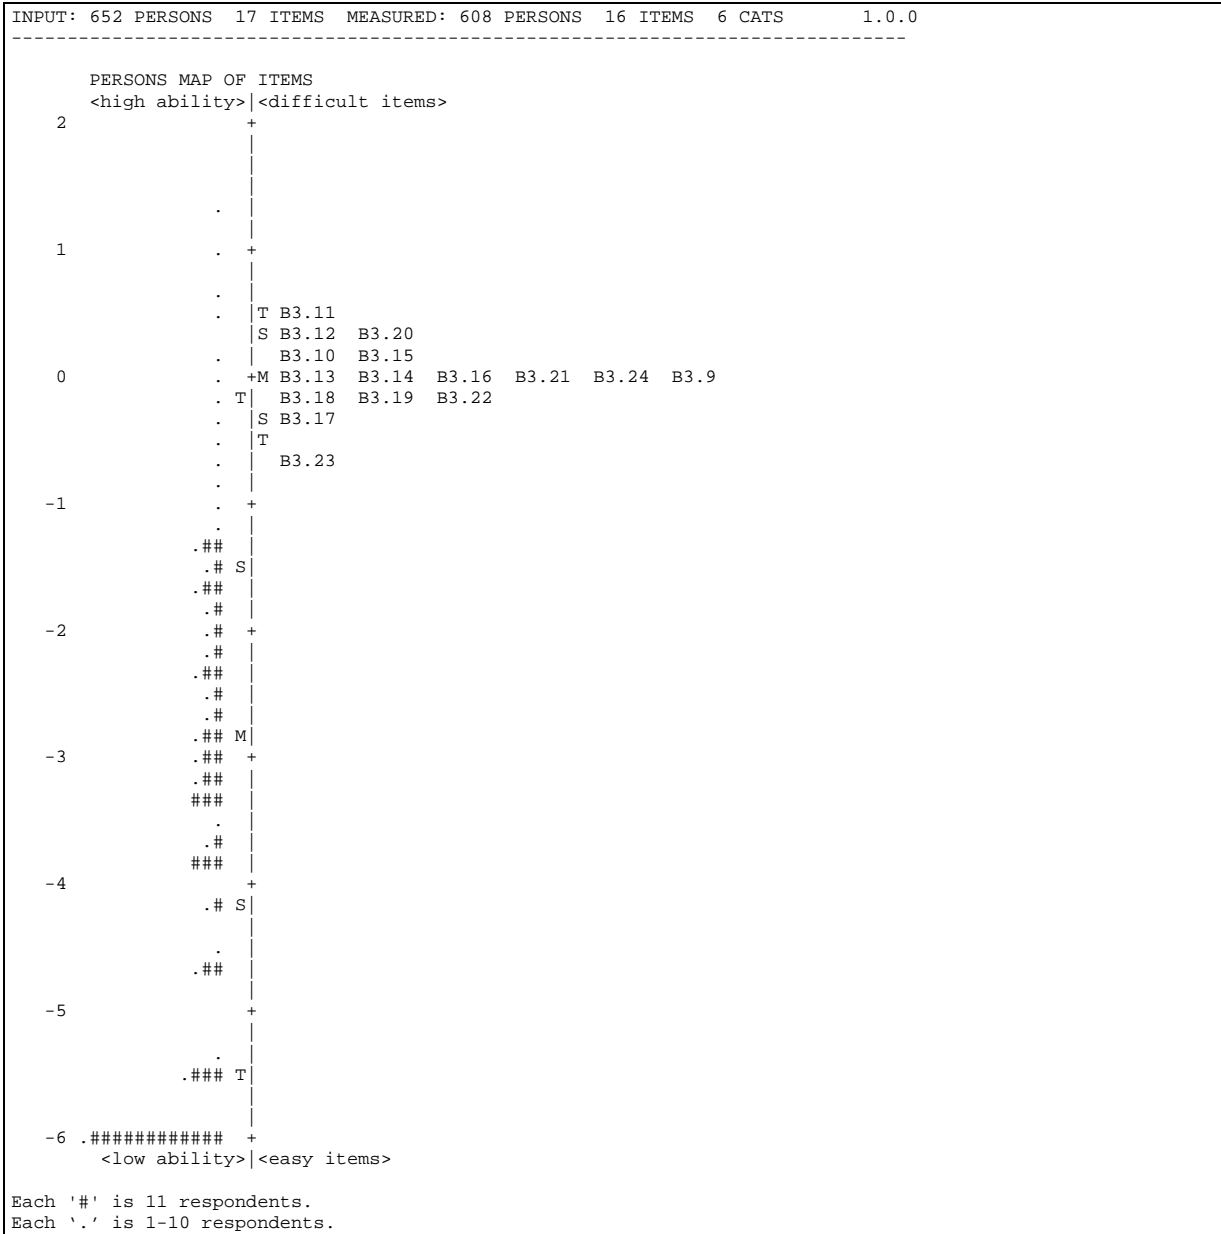 INPUT: 652 PERSONS  17 ITEMS  MEASURED: 608 PERSONS  16 ITEMS  6 CATS        1.0.0
--------------------------------------------------------------------------------
PERSONS MAP OF ITEMS
<high ability>|<difficult items>
2 +
|
|
|
. |
|
1 . +
|
. |
. |T B3.11
|S B3.12 B3.20
. | B3.10 B3.15
0 . +M B3.13 B3.14 B3.16 B3.21 B3.24 B3.9
. T| B3.18 B3.19 B3.22
. |S B3.17
. |T
. | B3.23
. |
-1 . +
. |
.## |
.# S|
.## |
.# |
-2 .# +
.# |
.## |
.# |
.# |
.## M|
-3 .## +
.## |
### |
. |
.# |
### |
-4 +
.# S|
|
. |
.## |
|
-5 +
|
. |
.### T|
|
|
-6 .############ +
<low ability>|<easy items>
Each '#' is 11 respondents.
Each ‘.’ is 1-10 respondents.